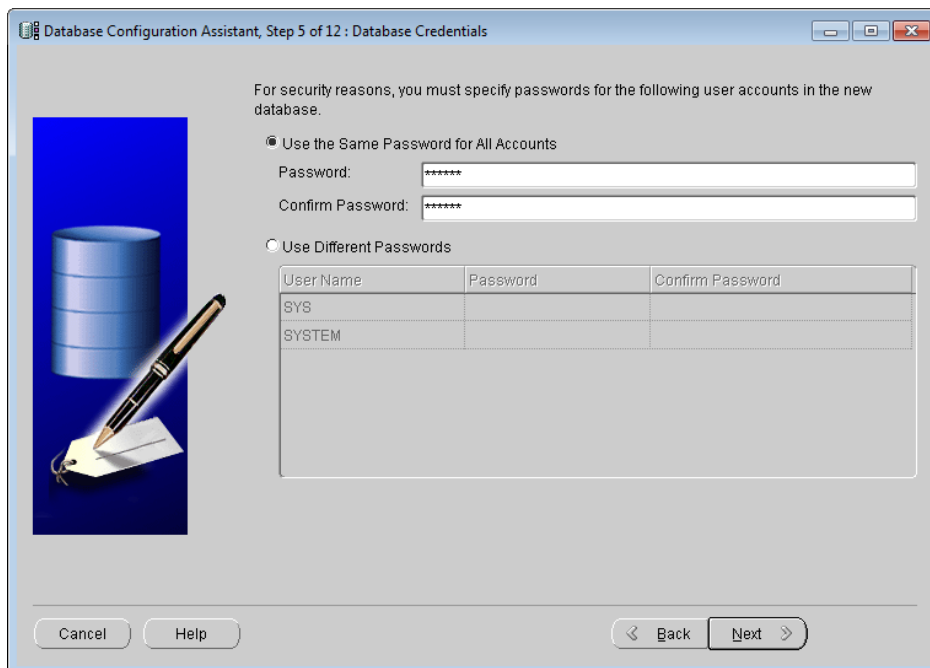 Database Configuration Assistant, Step 5 of 12 : Database Credentials
For security reasons, you must specify passwords for the following user accounts in the new
database.
Use the Same Password for All Accounts
Password: ******
Confirm Password: ******
Use Different Passwords
User Name Password Confirm Password
SYS
SYSTEM
Cancel Help Back Next